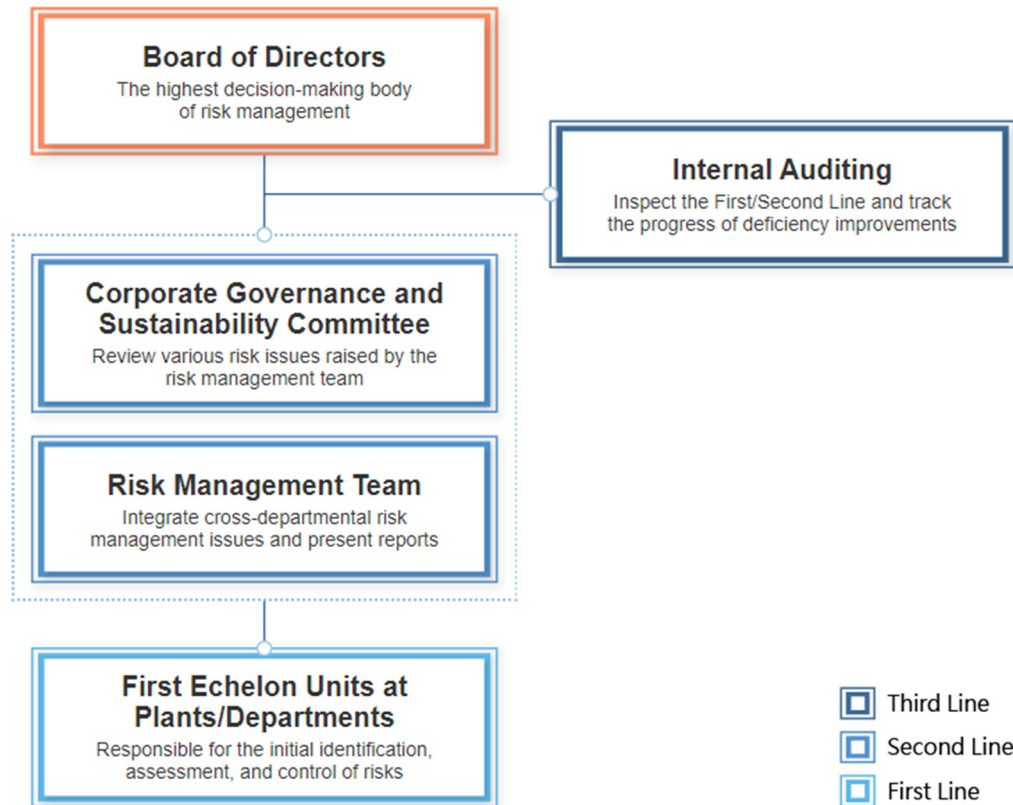 Board of Directors
The highest decision-making body
of risk management
Internal Auditing
Inspect the First/Second Line and track
the progress of deficiency improvements
Corporate Governance and
Sustainability Committee
Review various risk issues raised by the
risk management team
Risk Management Team
Integrate cross-departmental risk
management issues and present reports
First Echelon Units at
Plants/Departments
Responsible for the initial identification,
assessment, and control of risks
Third Line
Second Line
First Line